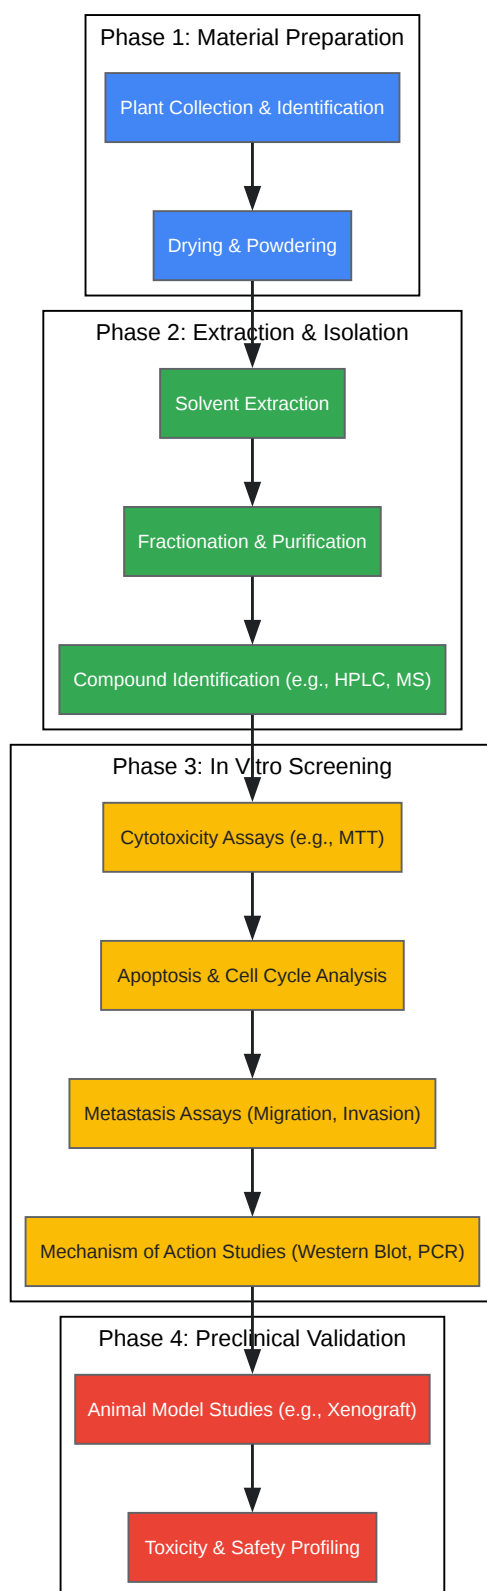 Phase 1: Material Preparation
Plant Collection & Identification
Drying & Powdering
Phase 2: Extraction & Isolation
Solvent Extraction
Fractionation & Purification
Compound Identification (e.g., HPLC, MS)
Phase 3: In Vitro Screening
Cytotoxicity Assays (e.g., MTT)
Apoptosis & Cell Cycle Analysis
Metastasis Assays (Migration, Invasion)
Mechanism of Action Studies (Western Blot, PCR)
Phase 4: Preclinical Validation
Animal Model Studies (e.g., Xenograft)
Toxicity & Safety Profiling